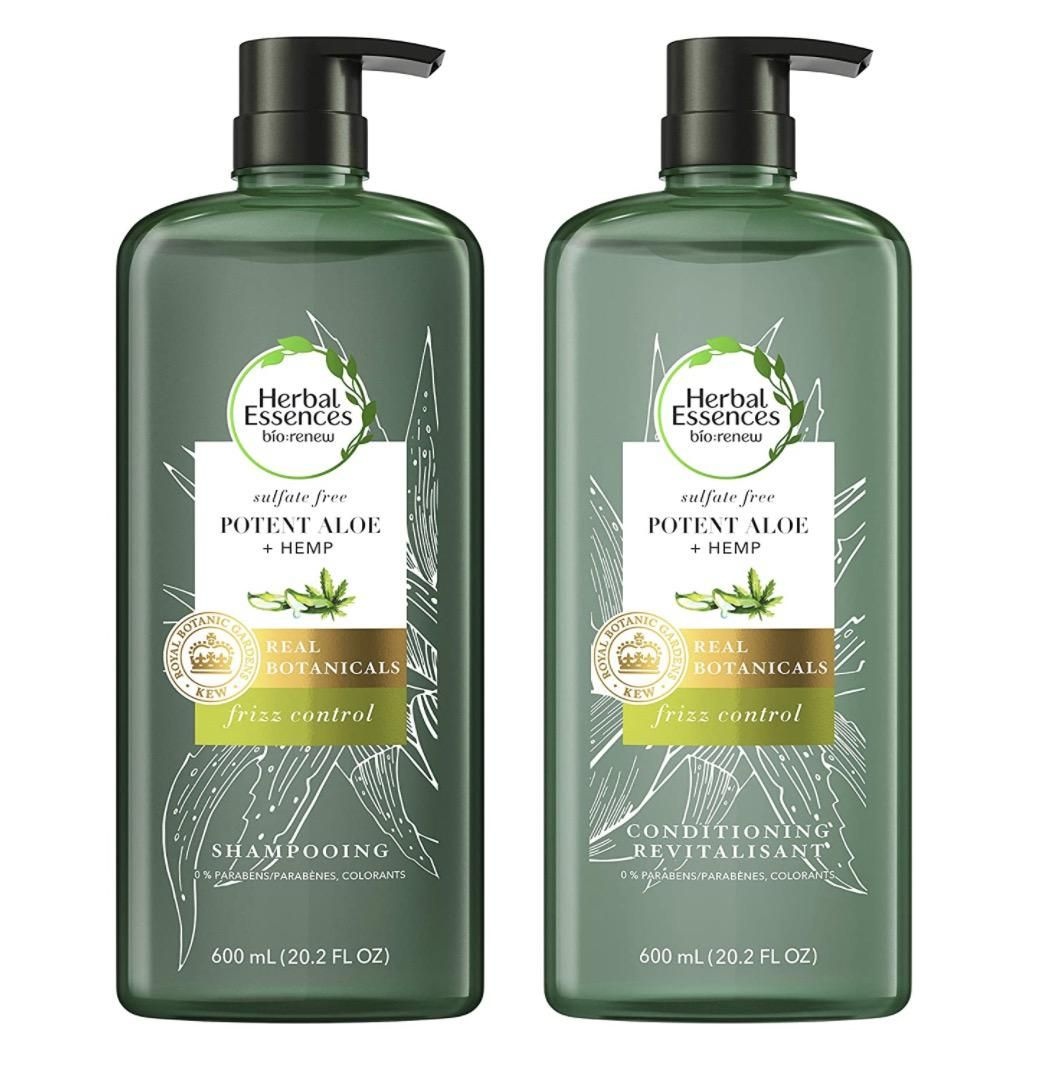 Herbal
Essences
bío:renew
sulfate free
POTENT ALOE
+ HEMP
ROYAL BOTANIC GARDENS
KEW
REAL
BOTANICALS
frizz control
SHAMPOOING
0 % PARABENS/PARABÈNES, COLORANTS
600 mL (20.2 FL OZ)
Herbal
Essences
bío:renew
sulfate free
POTENT ALOE
+ HEMP
ROYAL BOTANIC GARDENS
KEW
REAL
BOTANICALS
frizz control
CONDITIONING
REVITALISANT
0 % PARABENS/PARABÈNES, COLORANTS
600 mL (20.2 FL OZ)